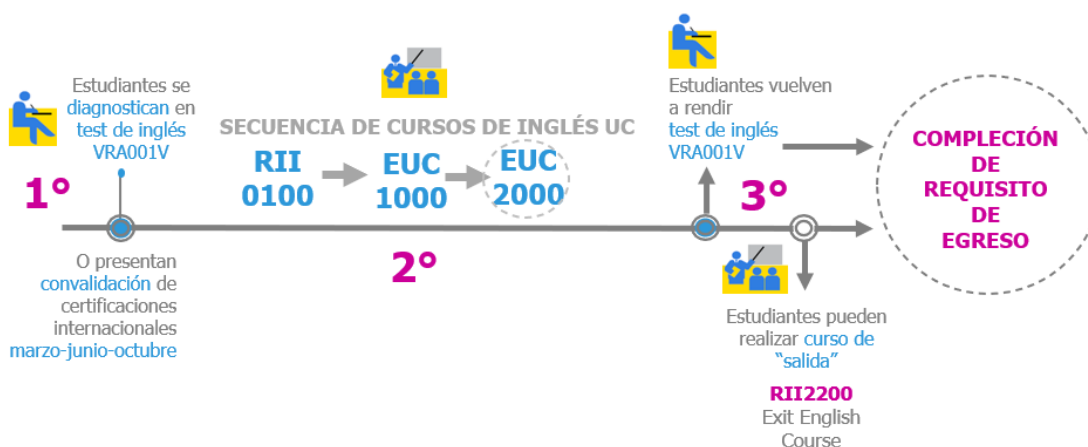 1°
Estudiantes se
diagnostican en
test de inglés
VRA001V
O presentan
convalidación de
certificaciones
internacionales
marzo-junio-octubre
SECUENCIA DE CURSOS DE INGLÉS UC
RII
0100
EUC
1000
EUC
2000
2°
Estudiantes vuelven
a rendir
test de inglés
VRA001V
3°
Estudiantes pueden
realizar curso de
“salida”
RII2200
Exit English
Course
COMPLECIÓN
DE
REQUISITO
DE
EGRESO